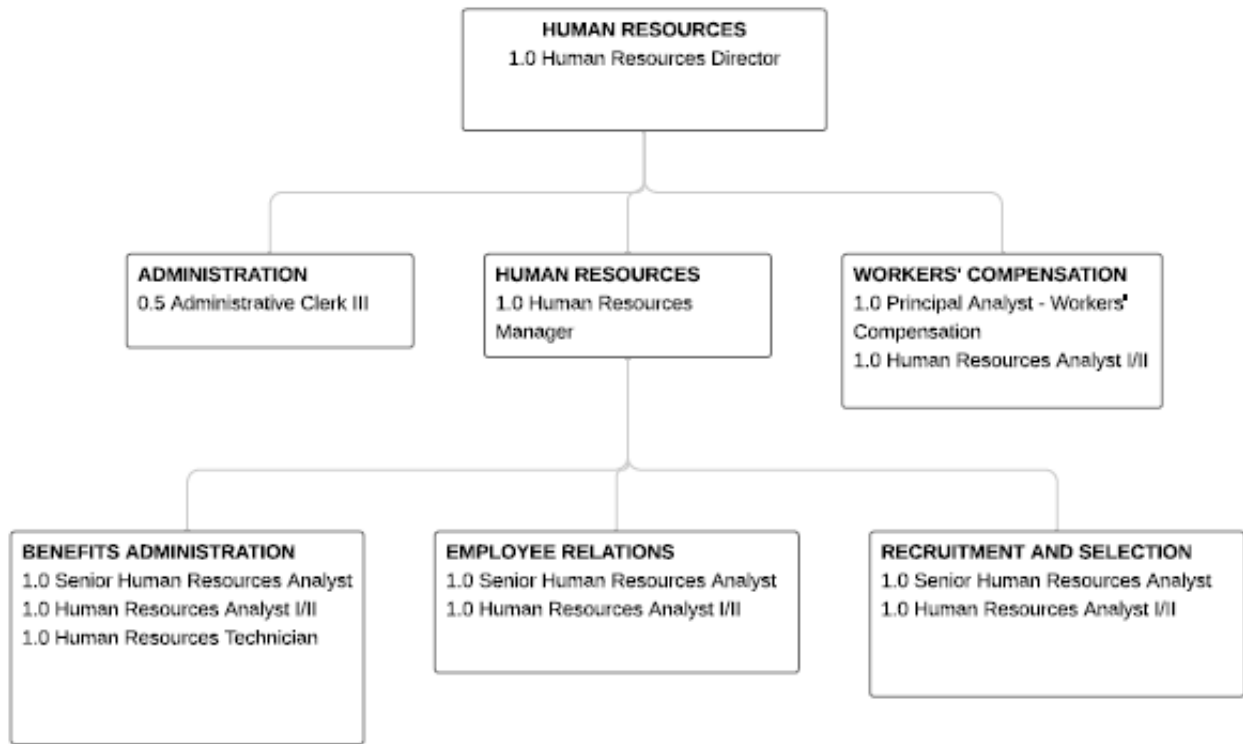 HUMAN RESOURCES
1.0 Human Resources Director
ADMINISTRATION
0.5 Administrative Clerk III
HUMAN RESOURCES
1.0 Human Resources
Manager
WORKERS' COMPENSATION
1.0 Principal Analyst - Workers'
Compensation
1.0 Human Resources Analyst I/II
BENEFITS ADMINISTRATION
1.0 Senior Human Resources Analyst
1.0 Human Resources Analyst I/II
1.0 Human Resources Technician
EMPLOYEE RELATIONS
1.0 Senior Human Resources Analyst
1.0 Human Resources Analyst I/II
RECRUITMENT AND SELECTION
1.0 Senior Human Resources Analyst
1.0 Human Resources Analyst I/II